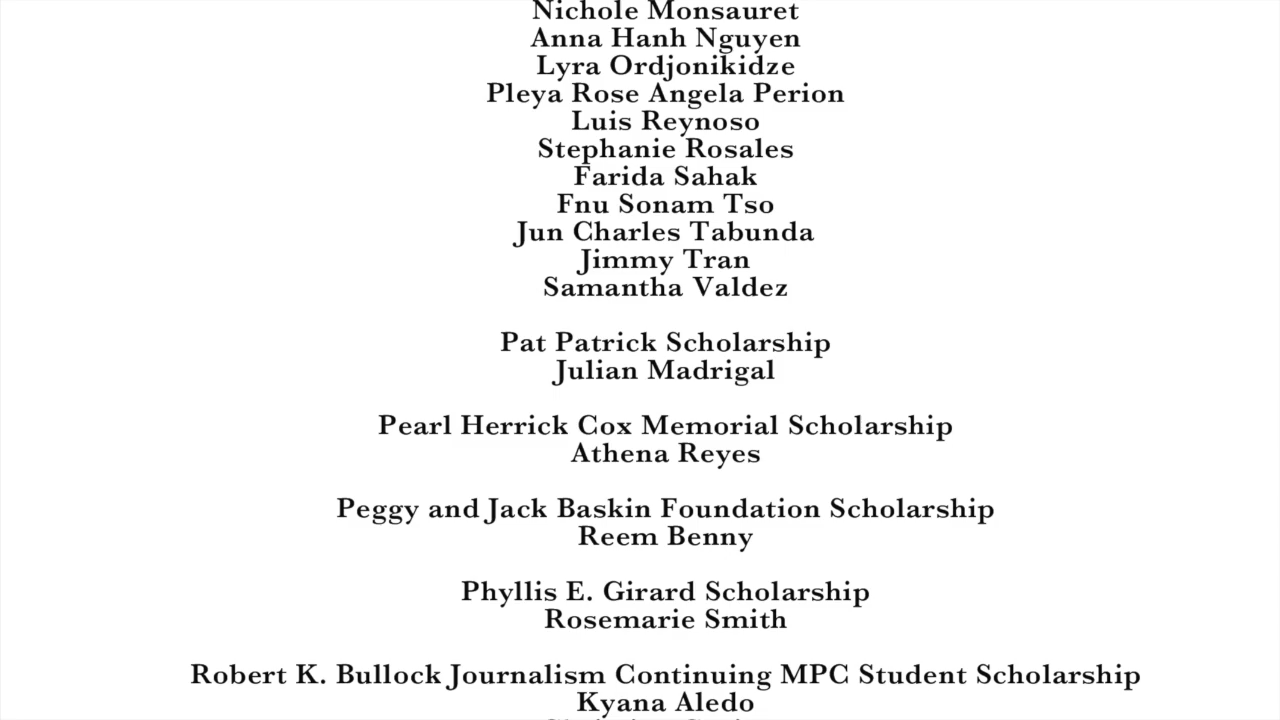 Nichole Monsauret
Anna Hanh Nguyen
Lyra Ordjonikidze
Pleya Rose Angela Perion
Luis Reynoso
Stephanie Rosales
Farida Sahak
Fnu Sonam Tso
Jun Charles Tabunda
Jimmy Tran
Samantha Valdez
Pat Patrick Scholarship
Julian Madrigal
Pearl Herrick Cox Memorial Scholarship
Athena Reyes
Peggy and Jack Baskin Foundation Scholarship
Reem Benny
Phyllis E. Girard Scholarship
Rosemarie Smith
Robert K. Bullock Journalism Continuing MPC Student Scholarship
Kyana Aledo